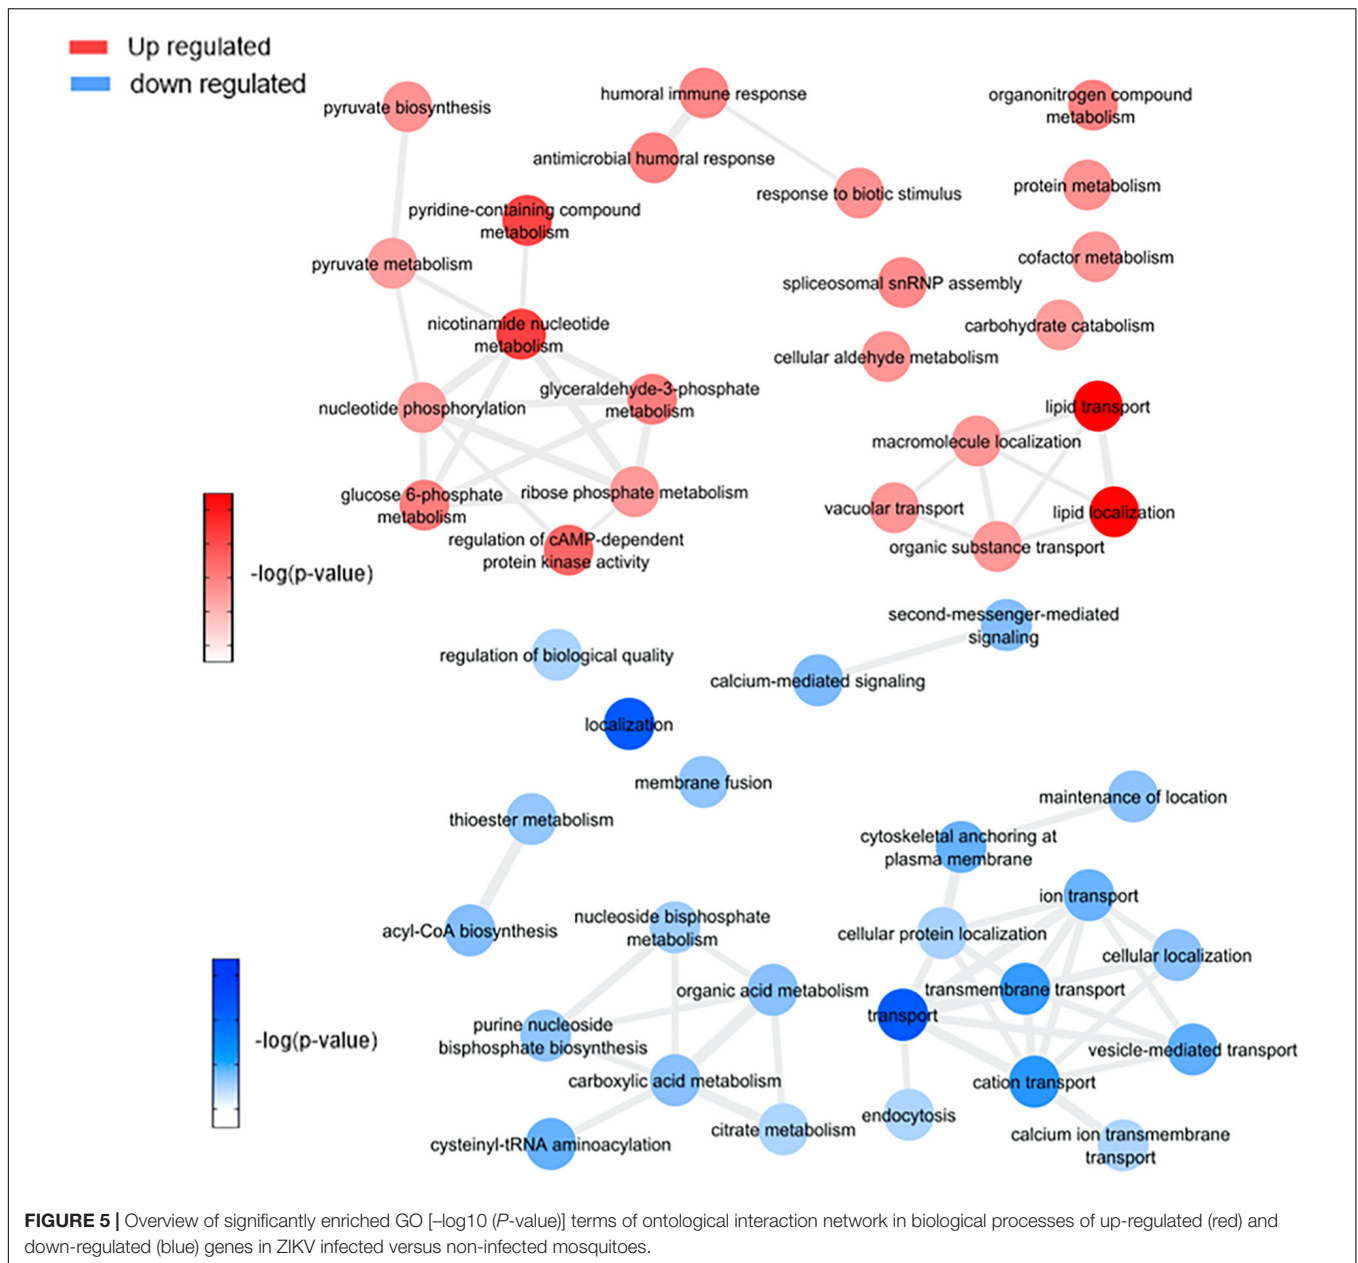 Up regulated
down regulated
pyruvate biosynthesis
humoral immune response
organonitrogen compound
metabolism
antimicrobial humoral response
response to biotic stimulus
protein metabolism
pyridine-containing compound
metabolism
pyruvate metabolism
cofactor metabolism
spliceosomal snRNP assembly
nicotinamide nucleotide
metabolism
carbohydrate catabolism
cellular aldehyde metabolism
glyceraldehyde-3-phosphate
metabolism
nucleotide phosphorylation
lipid transport
macromolecule localization
glucose 6-phosphate
metabolism
ribose phosphate metabolism
vacuolar transport
lipid localization
regulation of cAMP-dependent
protein kinase activity
organic substance transport
-log(p-value)
second-messenger-mediated
signaling
regulation of biological quality
calcium-mediated signaling
localization
membrane fusion
maintenance of location
thioester metabolism
cytoskeletal anchoring at
plasma membrane
ion transport
acyl-CoA biosynthesis
nucleoside bisphosphate
metabolism
cellular protein localization
cellular localization
organic acid metabolism
transmembrane transport
transport
purine nucleoside
bisphosphate biosynthesis
-log(p-value)
vesicle-mediated transport
carboxylic acid metabolism
cation transport
endocytosis
citrate metabolism
cysteinyl-tRNA aminoacylation
calcium ion transmembrane
transport
FIGURE 5 | Overview of significantly enriched GO [–log10 (P-value)] terms of ontological interaction network in biological processes of up-regulated (red) and
down-regulated (blue) genes in ZIKV infected versus non-infected mosquitoes.